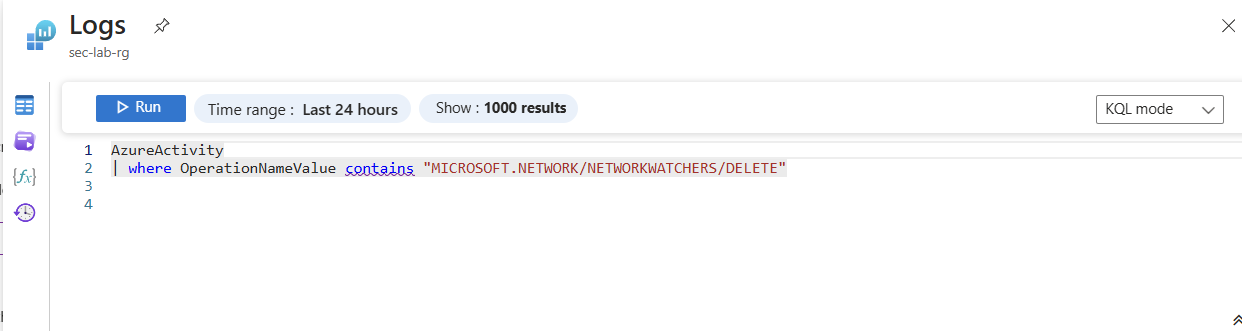 Logs
sec-lab-rg
Run
Time range : Last 24 hours
Show : 1000 results
KQL mode
{fx}
1 AzureActivity
2 | where OperationNameValue contains "MICROSOFT.NETWORK/NETWORKWATCHERS/DELETE"
3
4